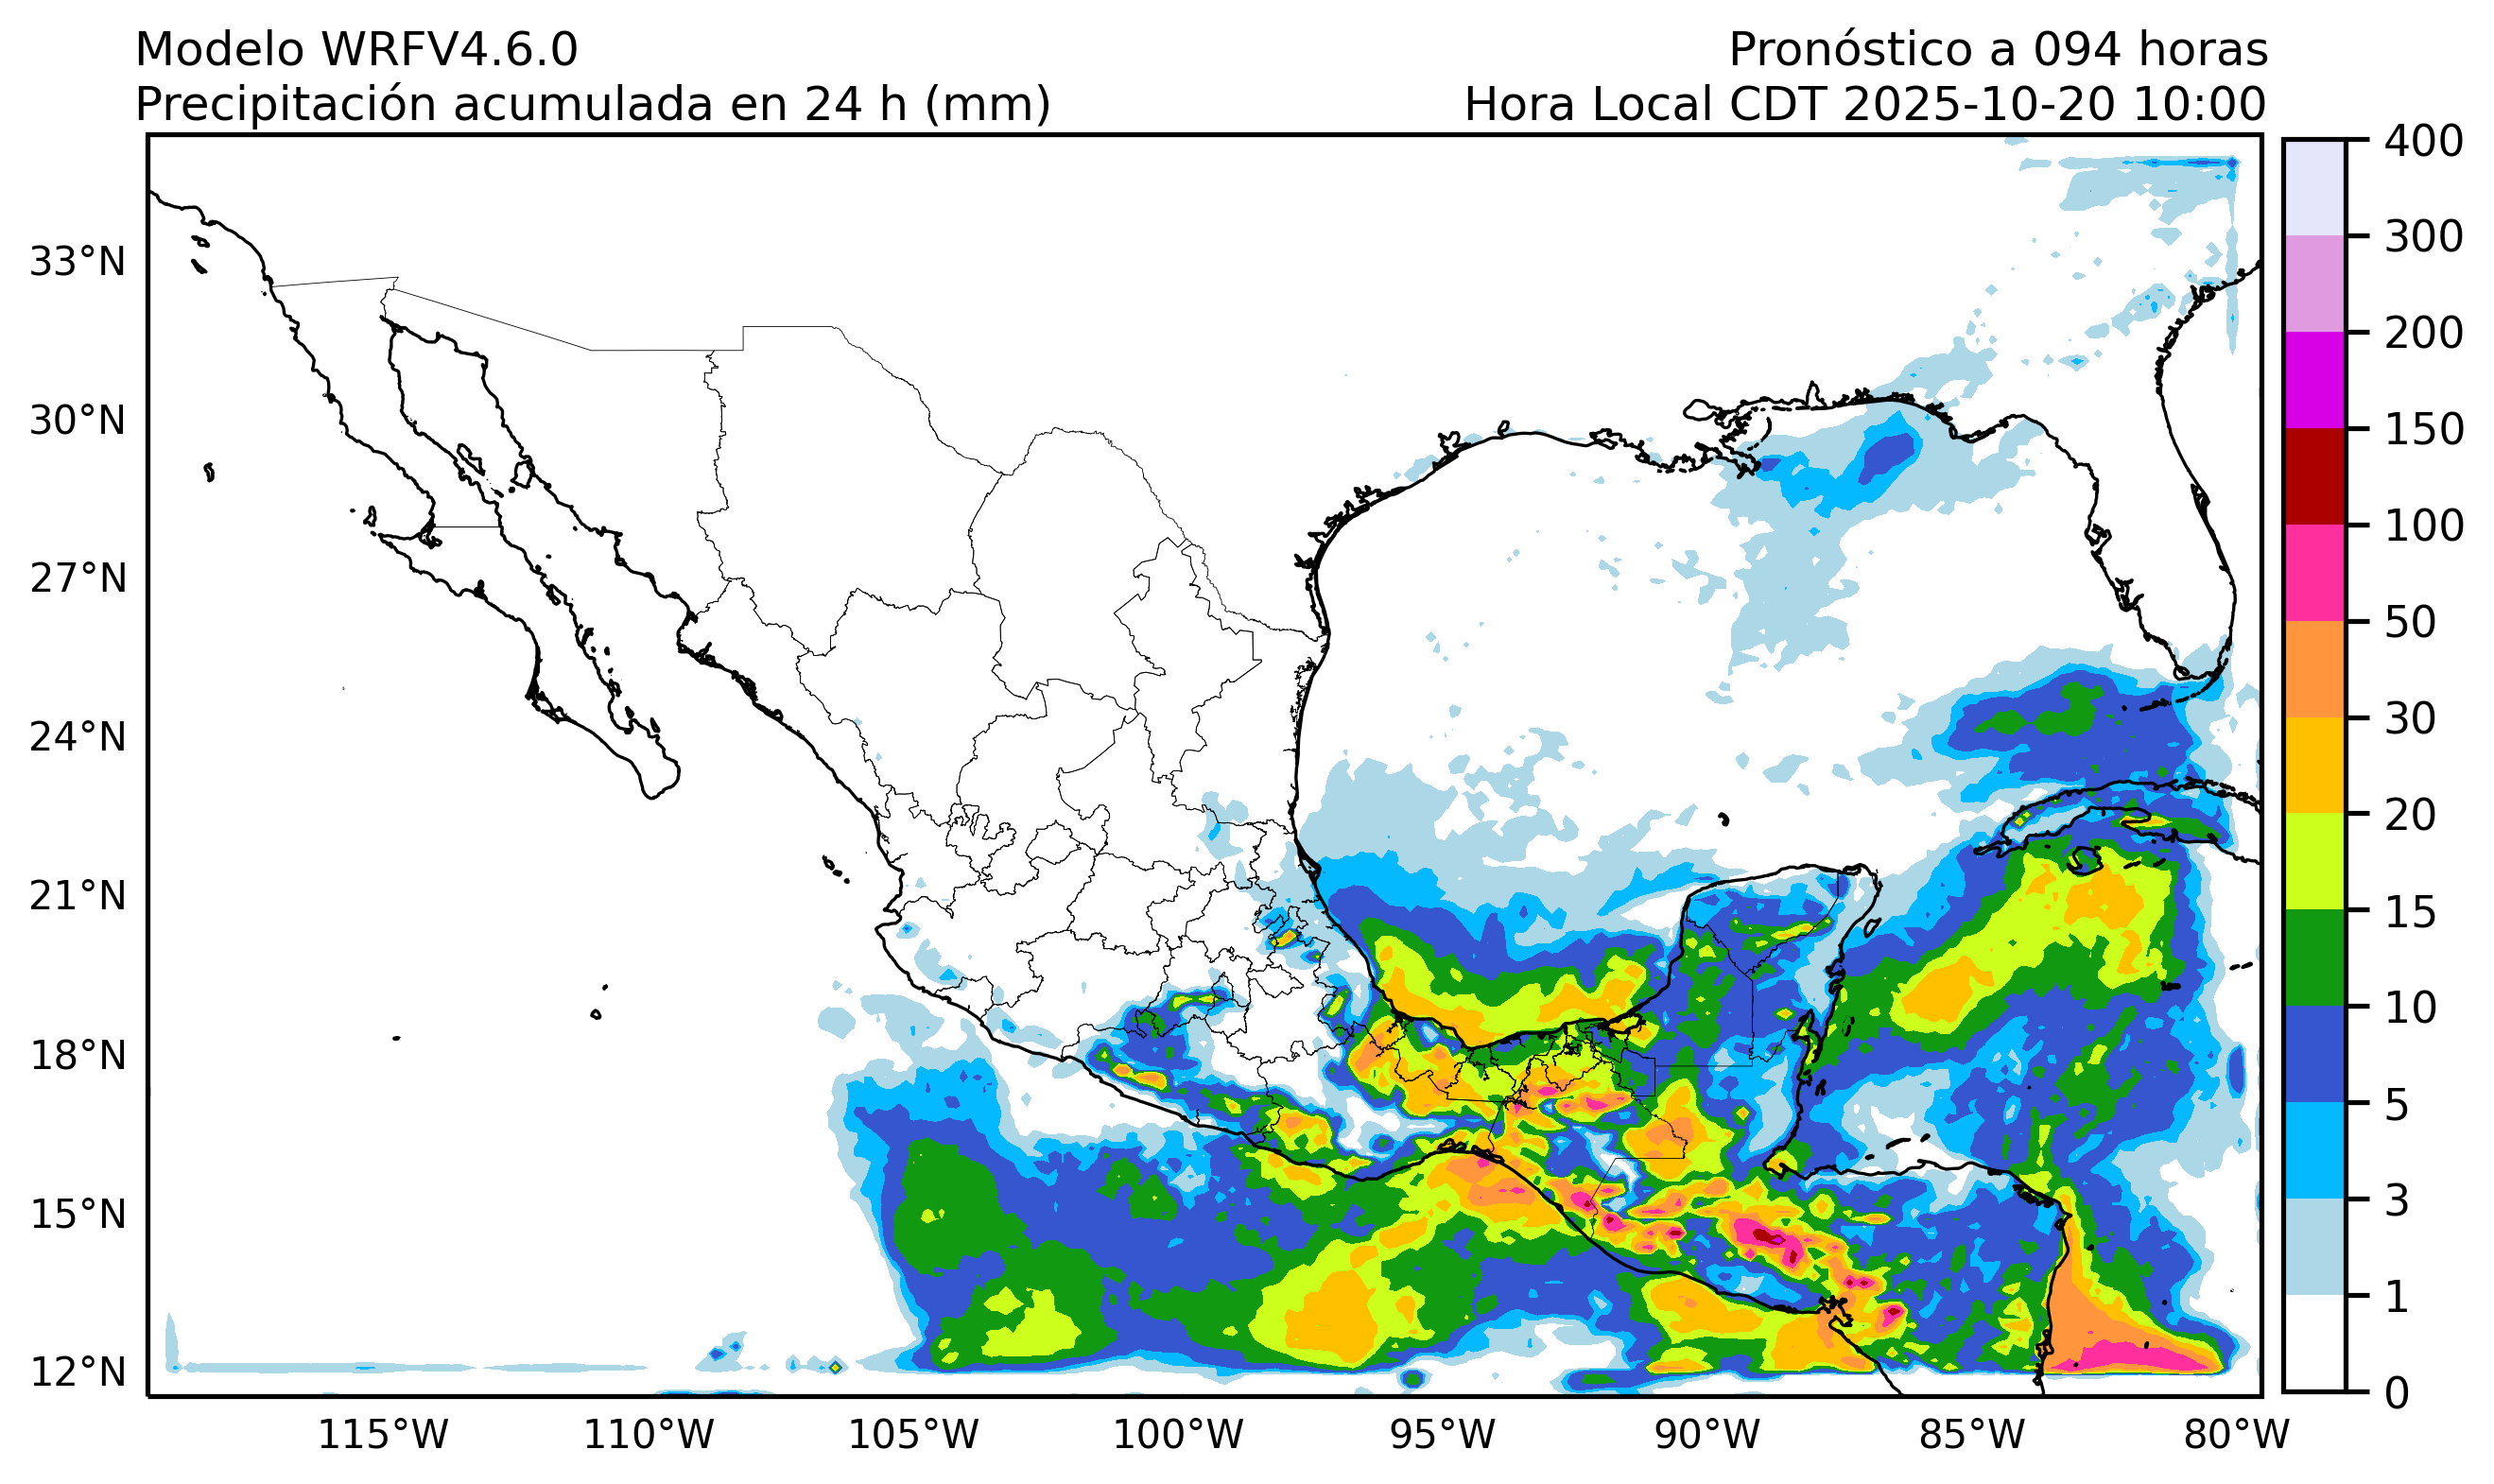 Modelo WRFV4.6.0
Pronóstico a 094 horas
Precipitación acumulada en 24 h (mm)
Hora Local CDT 2025-10-20 10:00
33°N
30°N
27°N
24°N
21°N
18°N
15°N
12°N
115°W
110°W
105°W
100°W
95°W
90°W
85°W
80°W
400
300
200
150
100
50
30
20
15
10
5
3
1
0